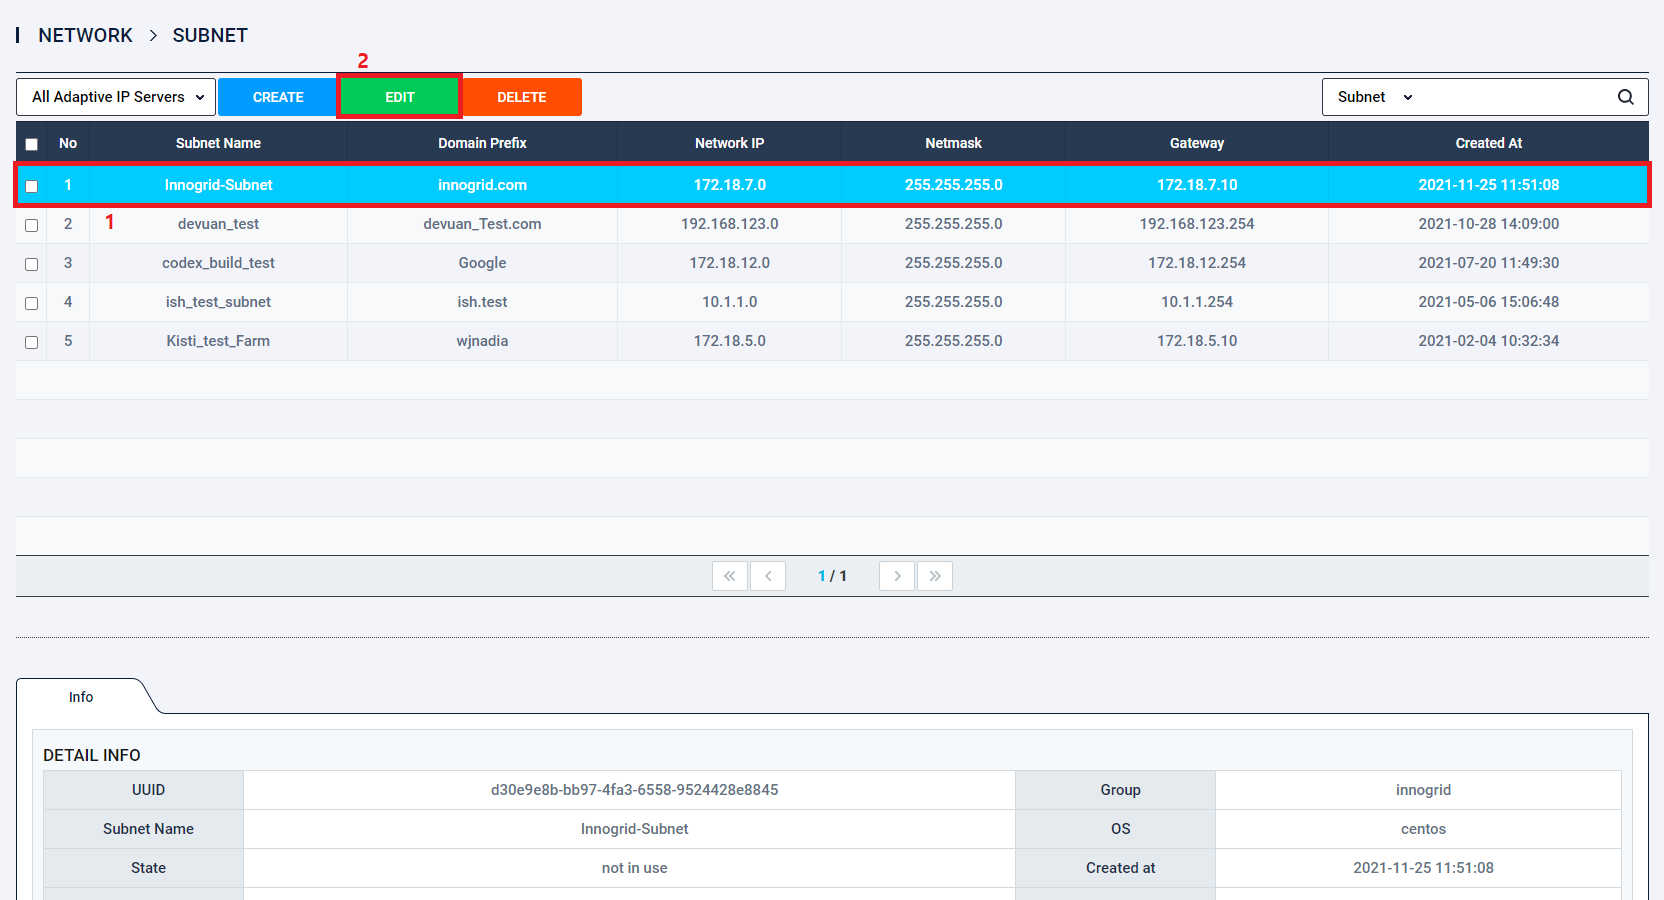 NETWORK > SUBNET
2
All Adaptive IP Servers CREATE EDIT DELETE Subnet
No Subnet Name Domain Prefix Network IP Netmask Gateway Created At
1 Innogrid-Subnet innogrid.com 172.18.7.0 255.255.255.0 172.18.7.10 2021-11-25 11:51:08
2 1 devuan_test devuan_Test.com 192.168.123.0 255.255.255.0 192.168.123.254 2021-10-28 14:09:00
3 codex_build_test Google 172.18.12.0 255.255.255.0 172.18.12.254 2021-07-20 11:49:30
4 ish_test_subnet ish.test 10.1.1.0 255.255.255.0 10.1.1.254 2021-05-06 15:06:48
5 Kisti_test_Farm wjnadia 172.18.5.0 255.255.255.0 172.18.5.10 2021-02-04 10:32:34
« ‹ 1 / 1 › »
Info
DETAIL INFO
UUID d30e9e8b-bb97-4fa3-6558-9524428e8845 Group innogrid
Subnet Name Innogrid-Subnet OS centos
State not in use Created at 2021-11-25 11:51:08